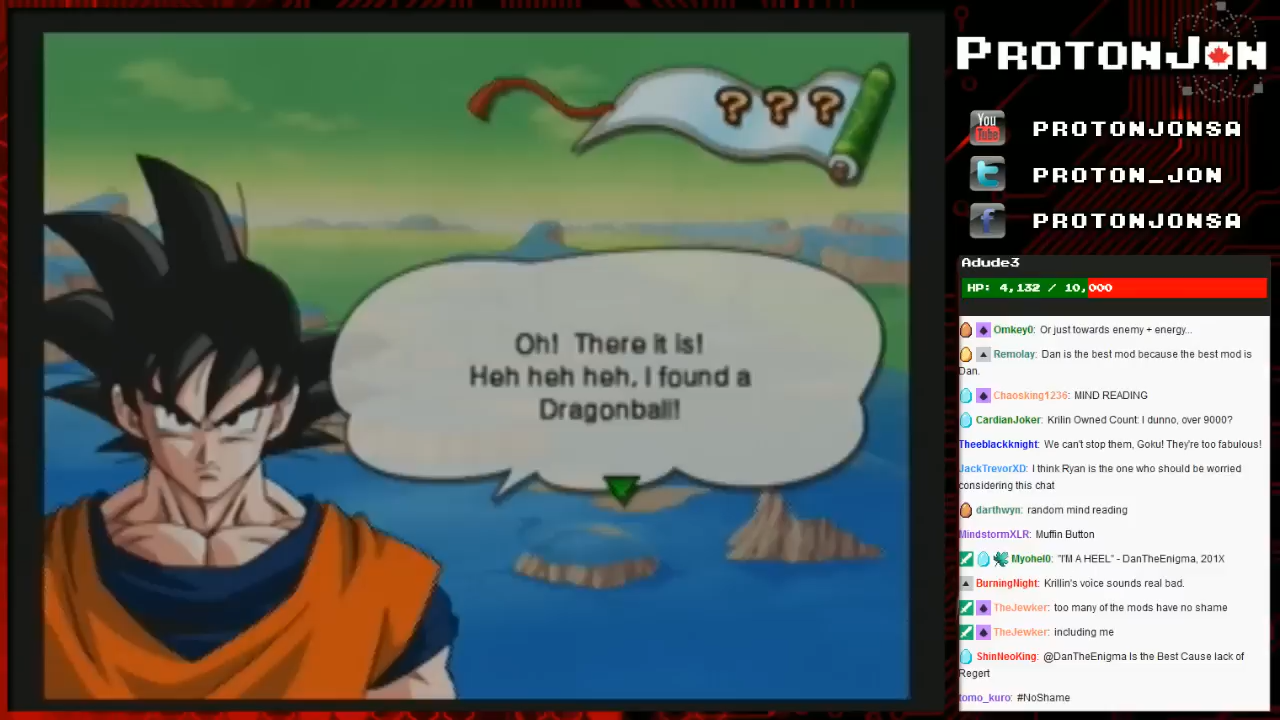 ? ? ?
Oh! There it is!
Heh heh heh. I found a
Dragonball!
PROTONJON
You
Tube
PROTONJONSA
t
PROTON_JON
f
PROTONJONSA
Adude3
HP: 4,132 / 10,000
Omkey0: Or just towards enemy + energy...
Remolay: Dan is the best mod because the best mod is
Dan.
Chaosking1236: MIND READING
CardianJoker: Krilin Owned Count: I dunno, over 9000?
Theeblackknight: We can't stop them, Goku! They're too fabulous!
JackTrevorXD: I think Ryan is the one who should be worried
considering this chat
darthwyn: random mind reading
MindstormXLR: Muffin Button
Myohel0: "I'M A HEEL" - DanTheEnigma, 201X
BurningNight: Krillin's voice sounds real bad.
TheJewker: too many of the mods have no shame
TheJewker: including me
ShinNeoKing: @DanTheEnigma Is the Best Cause lack of
Regert
tomo_kuro: #NoShame